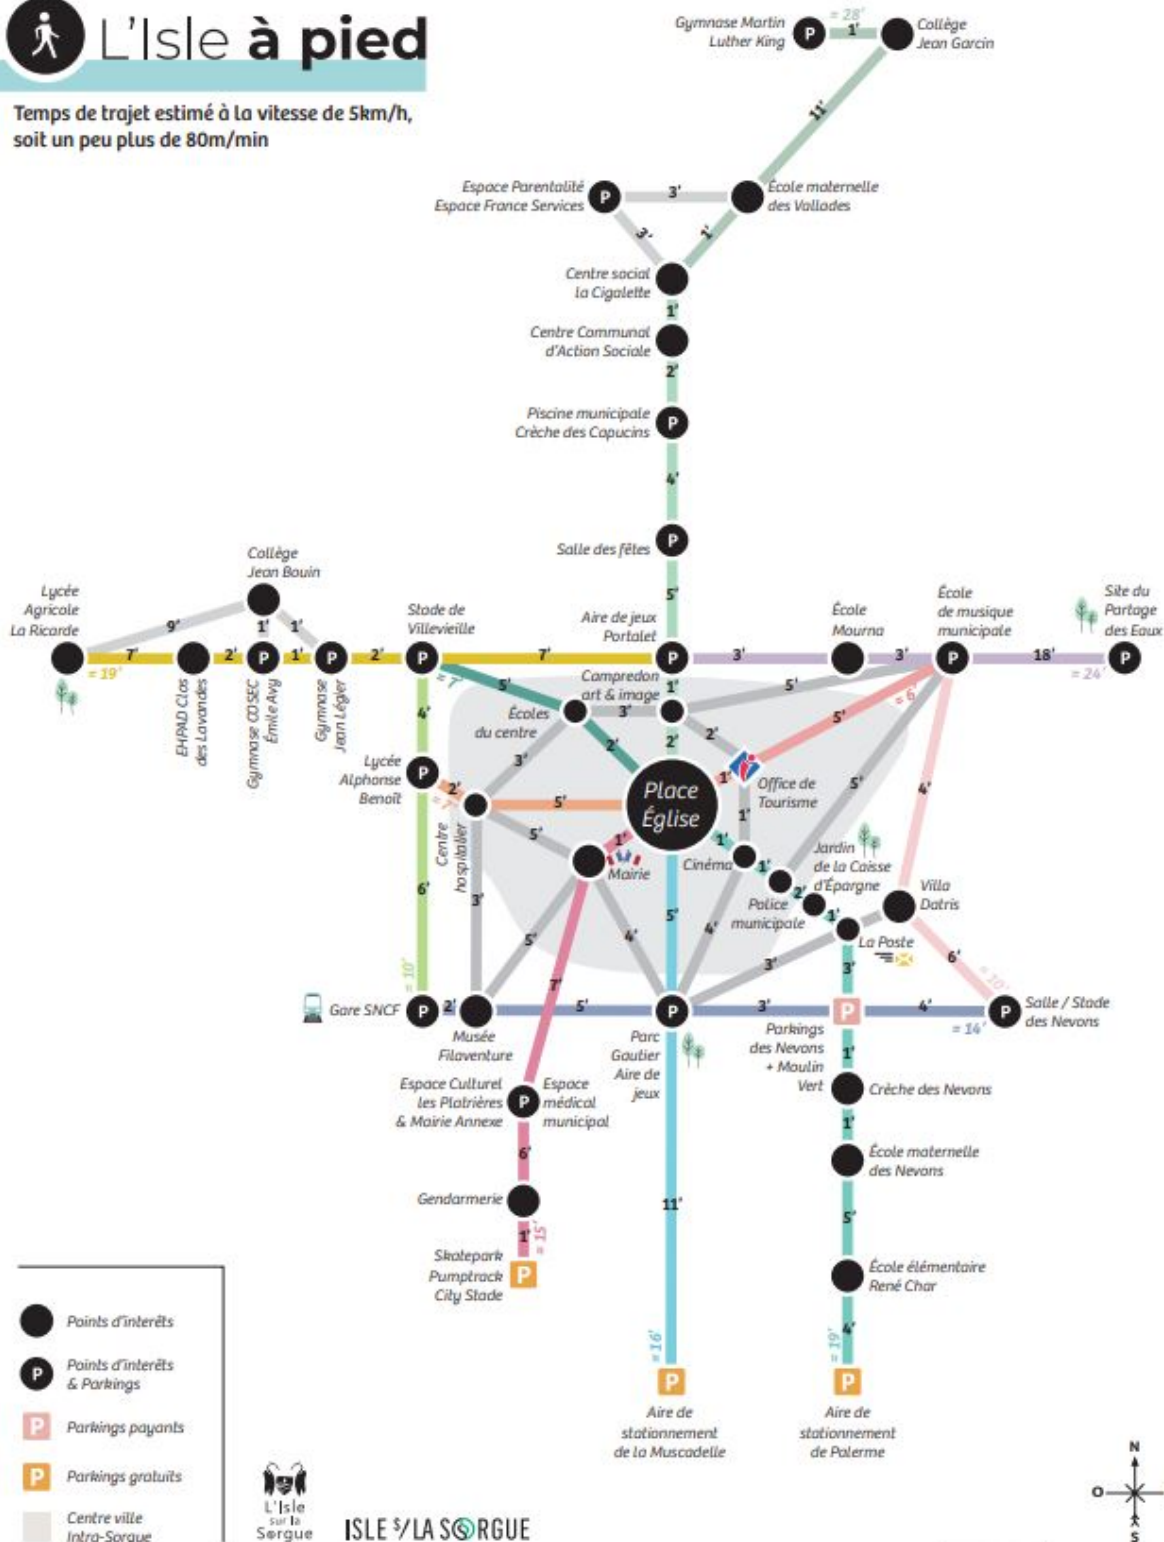 L'Isle à pied
Temps de trajet estimé à la vitesse de 5km/h,
soit un peu plus de 80m/min
Gymnase Martin
Luther King
P
= 28'
1'
Collège
Jean Garcin
11'
Espace Parentalité
Espace France Services
P
3'
École maternelle
des Vallades
3'
1'
Centre social
la Cigalette
1'
Centre Communal
d'Action Sociale
2'
Piscine municipale
Crèche des Capucins
P
4'
Salle des fêtes
P
5'
Collège
Jean Bouin
Lycée
Agricole
La Ricarde
9'
1'
1'
7'
= 19'
2'
P
1'
P
2'
EHPAD Clos
des Lavandes
Gymnase COSEC
Émile Avy
Gymnase
Jean Légier
Stade de
Villevieille
P
7'
Aire de jeux
Portalet
P
3'
École
Mourna
3'
École
de musique
municipale
P
18'
Site du
Partage
des Eaux
P
= 24'
= 7'
5'
Campredon
art & image
1'
5'
= 6'
4'
Écoles
du centre
3'
2'
2'
2'
5'
Lycée
Alphonse
Benoît
P
2'
= 7'
3'
5'
Place
Église
1'
Office de
Tourisme
5'
4'
Centre
hospitalier
5'
1'
Mairie
1'
1'
Cinéma
1'
Jardin
de la Caisse
d'Épargne
2'
Police
municipale
1'
Villa
Datris
6'
3'
5'
4'
5'
4'
La Poste
3'
3'
6'
= 10'
7'
= 10'
Gare SNCF
P
2'
5'
P
3'
P
4'
P
Salle / Stade
des Nevons
= 14'
Musée
Filaventure
Parc
Gautier
Aire de
jeux
Parkings
des Nevons
+ Moulin
Vert
1'
Crèche des Nevons
Espace Culturel
les Platrières
& Mairie Annexe
P
Espace
médical
municipal
1'
6'
École maternelle
des Nevons
Gendarmerie
11'
5'
1'
= 15'
Skatepark
Pumptrack
City Stade
P
École élémentaire
René Char
4'
= 16'
= 19'
P
P
Aire de
stationnement
de la Muscadelle
Aire de
stationnement
de Palerme
Points d'interêts
P
Points d'interêts
& Parkings
P
Parkings payants
P
Parkings gratuits
Centre ville
Intra-Sorgue
L'Isle
sur la
Sorgue
ISLE S/LA SORGUE
N
O
S